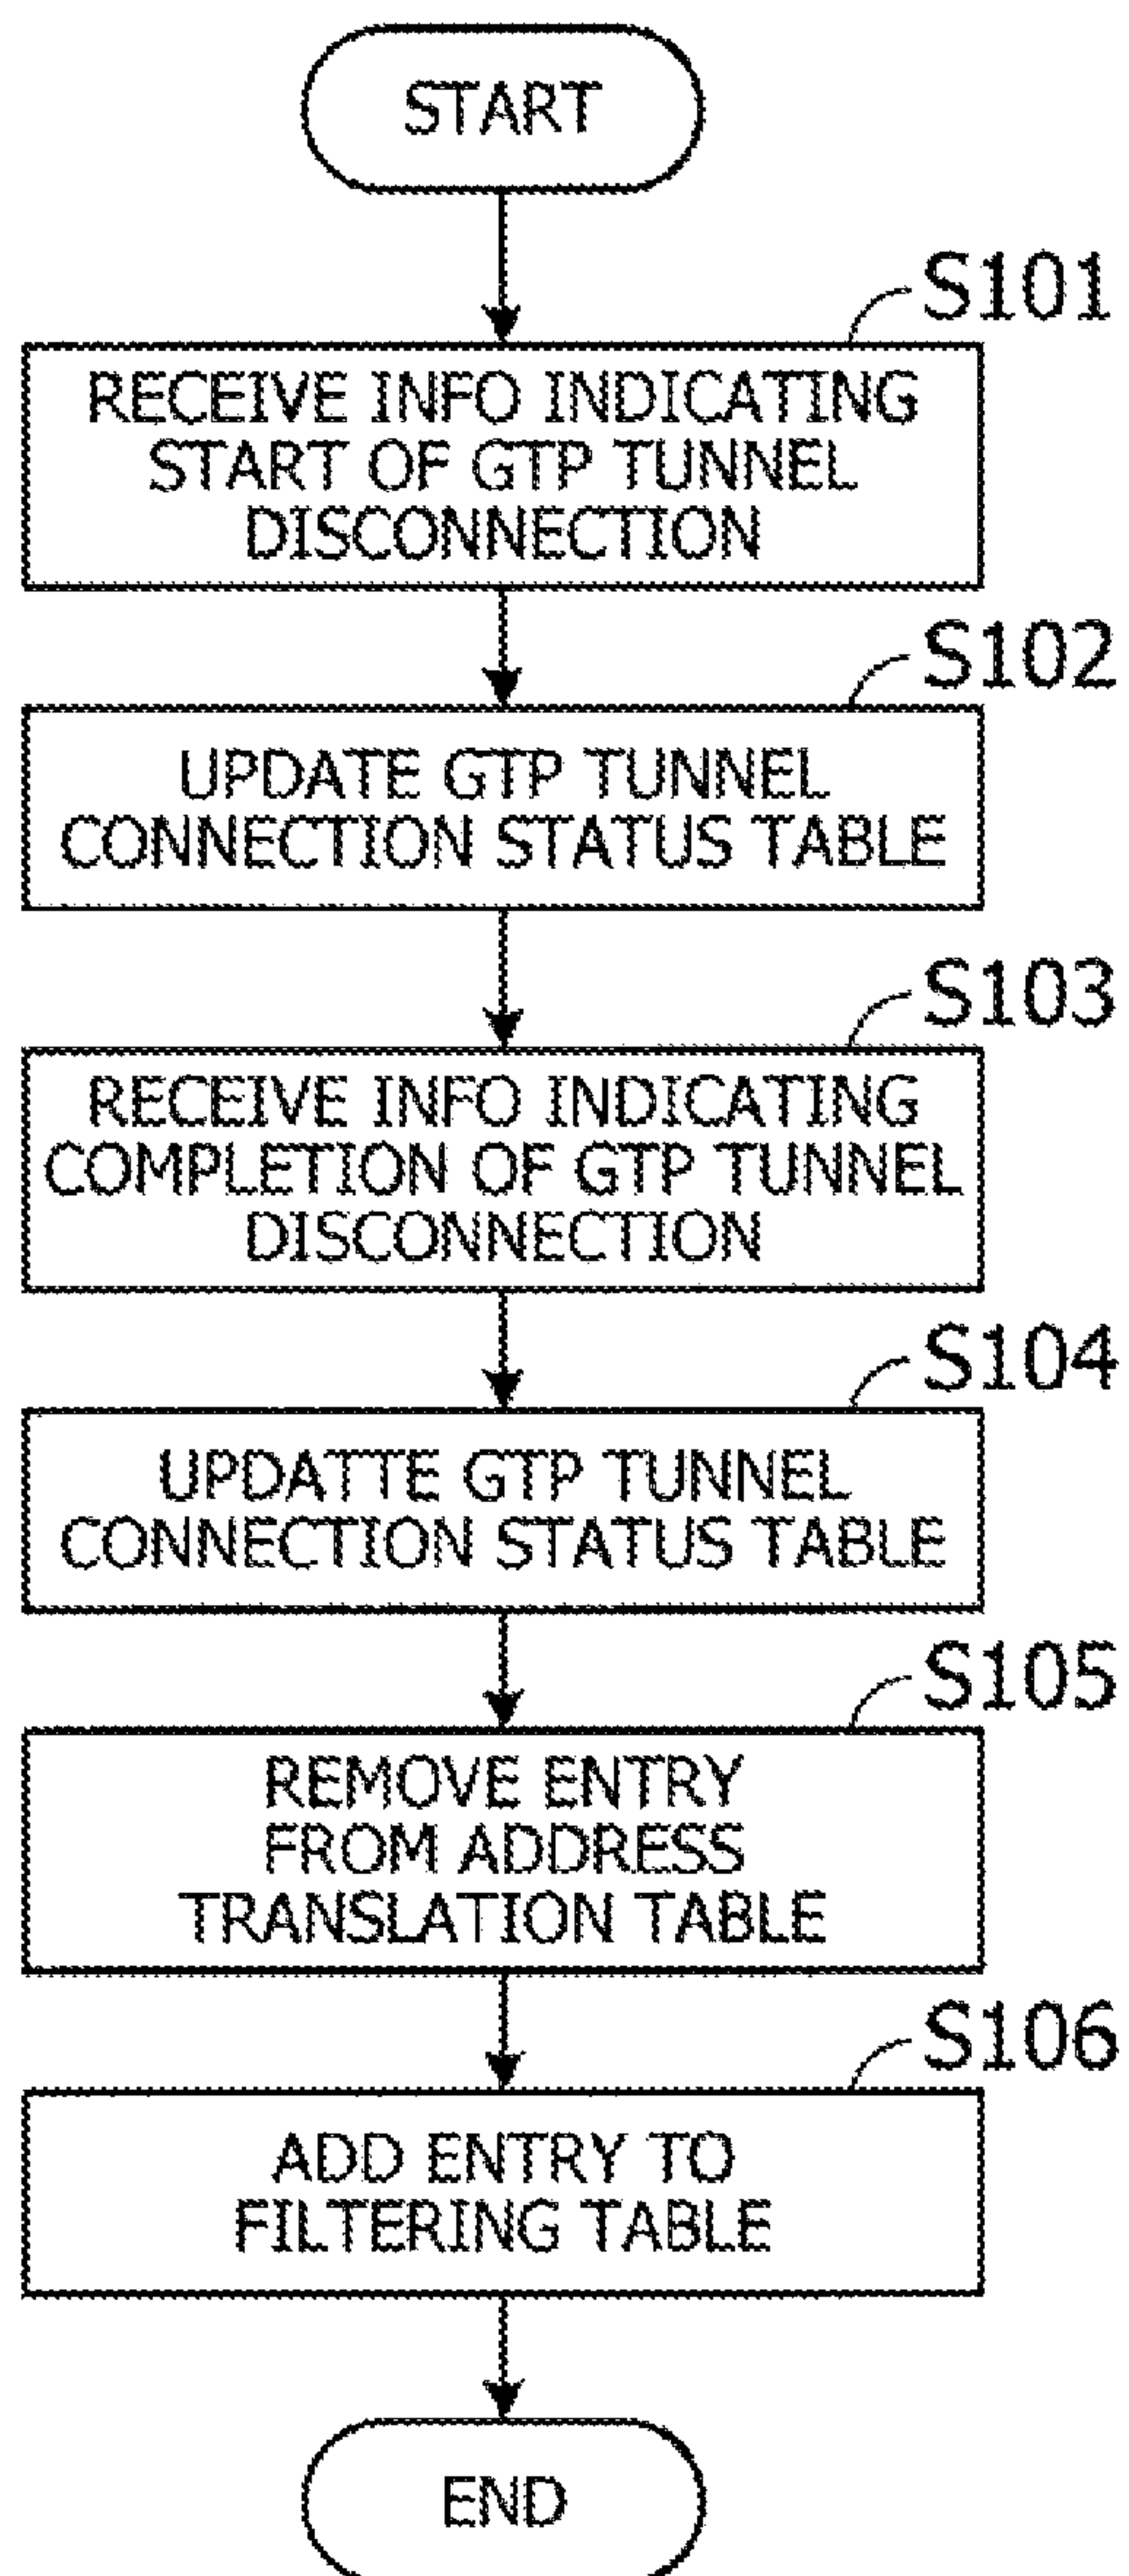 START
S101
RECEIVE INFO INDICATING
START OF GTP TUNNEL
DISCONNECTION
S102
UPDATE GTP TUNNEL
CONNECTION STATUS TABLE
S103
RECEIVE INFO INDICATING
COMPLETION OF GTP TUNNEL
DISCONNECTION
S104
UPDATTE GTP TUNNEL
CONNECTION STATUS TABLE
S105
REMOVE ENTRY
FROM ADDRESS
TRANSLATION TABLE
S106
ADD ENTRY TO
FILTERING TABLE
END